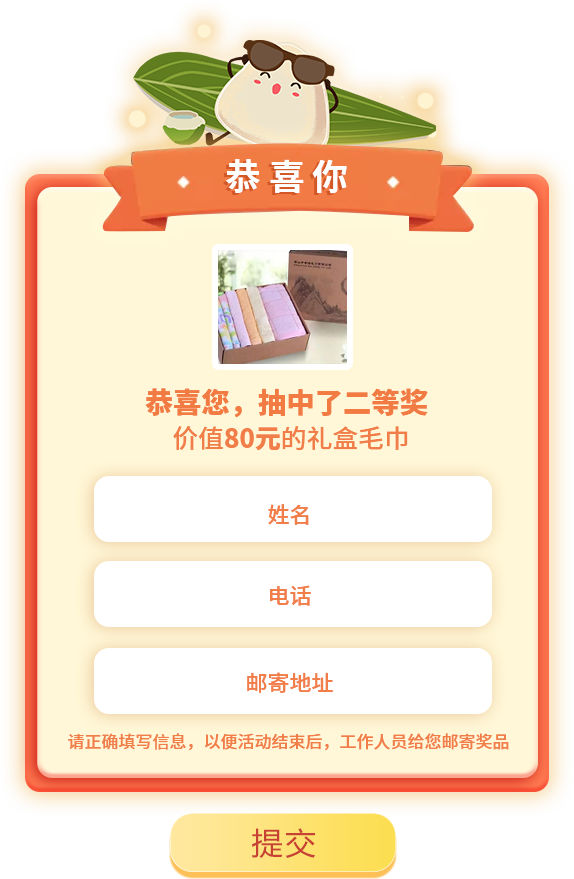 恭喜你
恭喜您，抽中了二等奖
价值80元的礼盒毛巾
姓名
电话
邮寄地址
请正确填写信息，以便活动结束后，工作人员给您邮寄奖品
提交